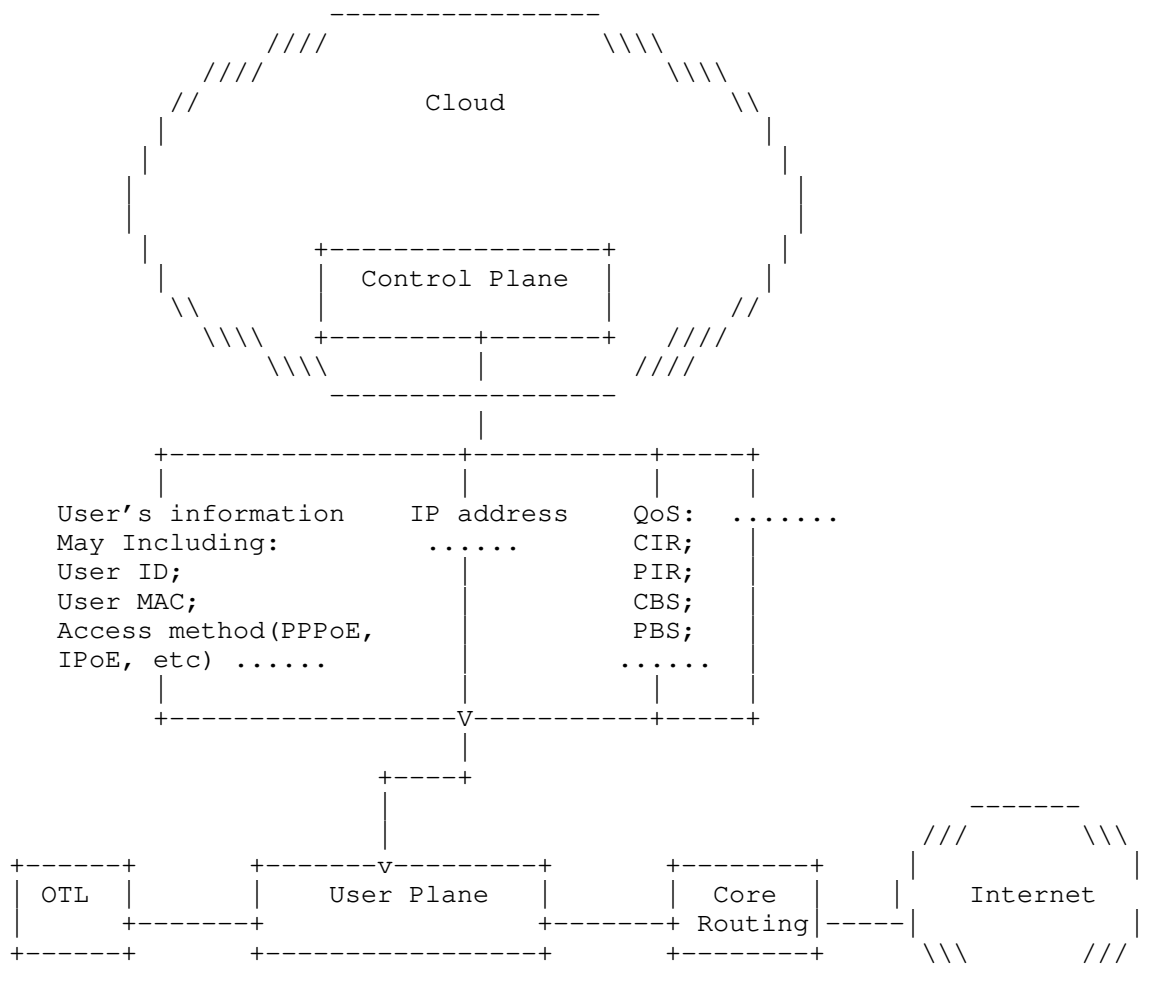 Cloud
Control Plane
User's information IP address QoS: .......
May Including: ...... CIR;
User ID; PIR;
User MAC; CBS;
Access method(PPPoE, PBS;
IPoE, etc) ...... ......
OTL User Plane Core Internet
Routing